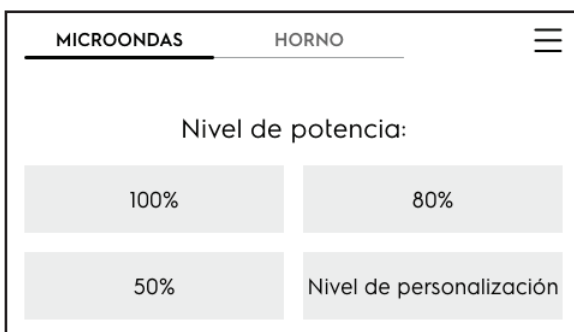 MICROONDAS HORNO
Nivel de potencia:
100% 80%
50% Nivel de personalización